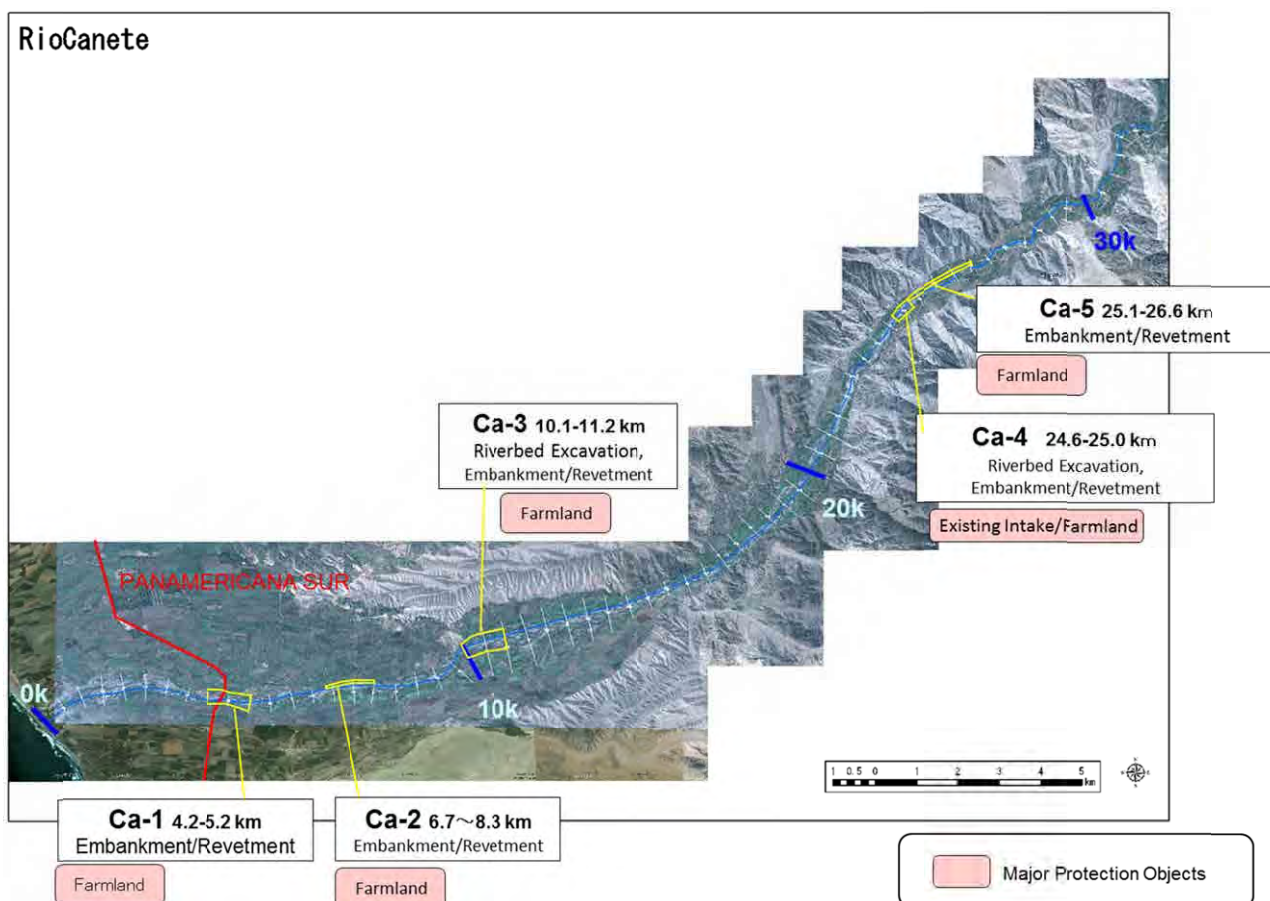 RioCanete
30k
Ca-5 25.1-26.6 km
Embankment/Revetment
Farmland
Ca-3 10.1-11.2 km
Riverbed Excavation,
Embankment/Revetment
Farmland
Ca-4 24.6-25.0 km
Riverbed Excavation,
Embankment/Revetment
Existing Intake/Farmland
20k
PANAMERICANA SUR
0k
10k
1 0.5 0 1 2 3 4 5
km
Ca-1 4.2-5.2 km
Embankment/Revetment
Farmland
Ca-2 6.7~8.3 km
Embankment/Revetment
Farmland
Major Protection Objects